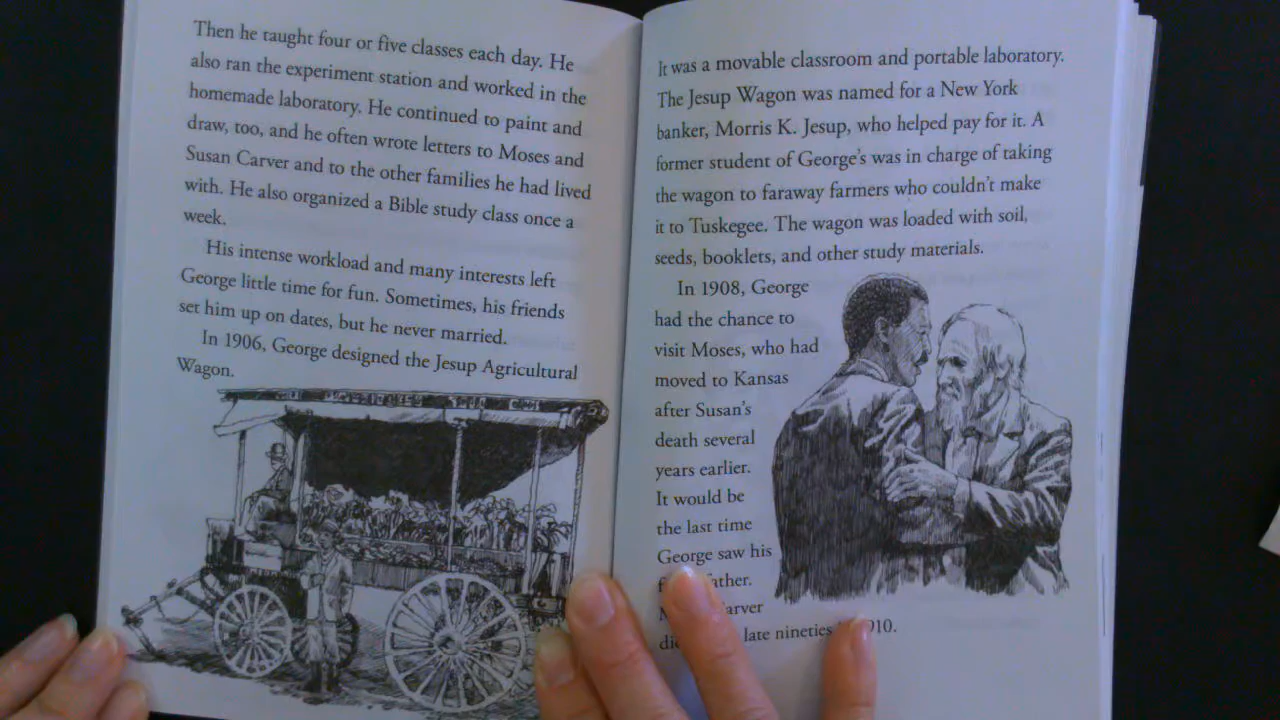 Then he taught four or five classes each day. He
also ran the experiment station and worked in the
homemade laboratory. He continued to paint and
draw, too, and he often wrote letters to Moses and
Susan Carver and to the other families he had lived
with. He also organized a Bible study class once a
week.
His intense workload and many interests left
George little time for fun. Sometimes, his friends
set him up on dates, but he never married.
In 1906, George designed the Jesup Agricultural
Wagon.
It was a movable classroom and portable laboratory.
The Jesup Wagon was named for a New York
banker, Morris K. Jesup, who helped pay for it. A
former student of George's was in charge of taking
the wagon to faraway farmers who couldn't make
it to Tuskegee. The wagon was loaded with soil,
seeds, booklets, and other study materials.
In 1908, George
had the chance to
visit Moses, who had
moved to Kansas
after Susan's
death several
years earlier.
It would be
the last time
George saw his
late nineties